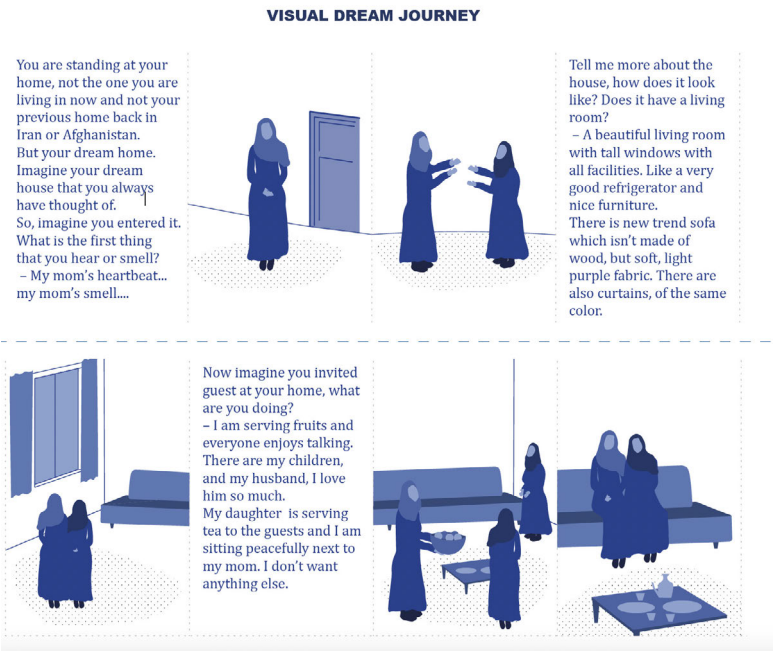 VISUAL DREAM JOURNEY
You are standing at your
home, not the one you are
living in now and not your
previous home back in
Iran or Afghanistan.
But your dream home.
Imagine your dream
house that you always
have thought of.
So, imagine you entered it.
What is the first thing
that you hear or smell?
– My mom's heartbeat...
my mom's smell....
Tell me more about the
house, how does it look
like? Does it have a living
room?
– A beautiful living room
with tall windows with
all facilities. Like a very
good refrigerator and
nice furniture.
There is new trend sofa
which isn't made of
wood, but soft, light
purple fabric. There are
also curtains, of the same
color.
Now imagine you invited
guest at your home, what
are you doing?
– I am serving fruits and
everyone enjoys talking.
There are my children,
and my husband, I love
him so much.
My daughter is serving
tea to the guests and I am
sitting peacefully next to
my mom. I don't want
anything else.